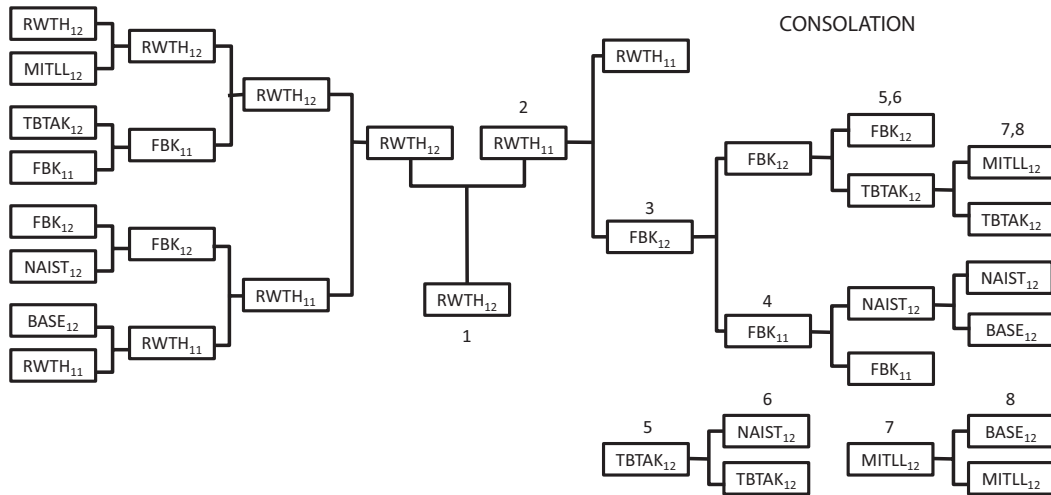 CONSOLATION
RWTH₁₂
MITLL₁₂
TBTAK₁₂
FBK₁₁
FBK₁₂
NAIST₁₂
BASE₁₂
RWTH₁₁
RWTH₁₂
FBK₁₁
FBK₁₂
RWTH₁₁
RWTH₁₂
RWTH₁₁
RWTH₁₂
RWTH₁₂
1
2
RWTH₁₁
RWTH₁₁
3
FBK₁₂
FBK₁₂
4
FBK₁₁
5,6
FBK₁₂
TBTAK₁₂
NAIST₁₂
FBK₁₁
7,8
MITLL₁₂
TBTAK₁₂
NAIST₁₂
BASE₁₂
5
TBTAK₁₂
6
NAIST₁₂
TBTAK₁₂
7
MITLL₁₂
8
BASE₁₂
MITLL₁₂